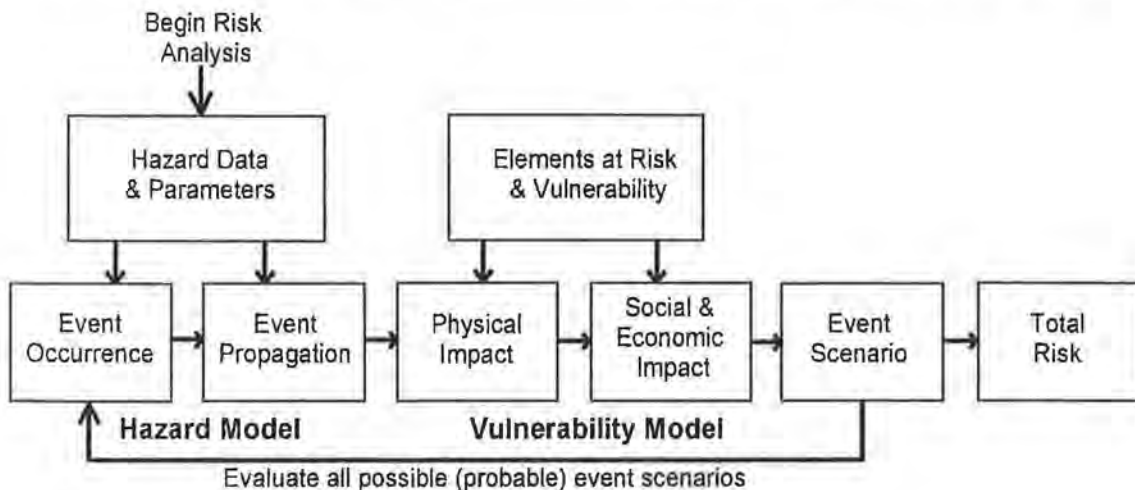 Begin Risk
Analysis
Hazard Data
& Parameters
Elements at Risk
& Vulnerability
Event
Occurrence
Event
Propagation
Physical
Impact
Social &
Economic
Impact
Event
Scenario
Total
Risk
Hazard Model
Vulnerability Model
Evaluate all possible (probable) event scenarios